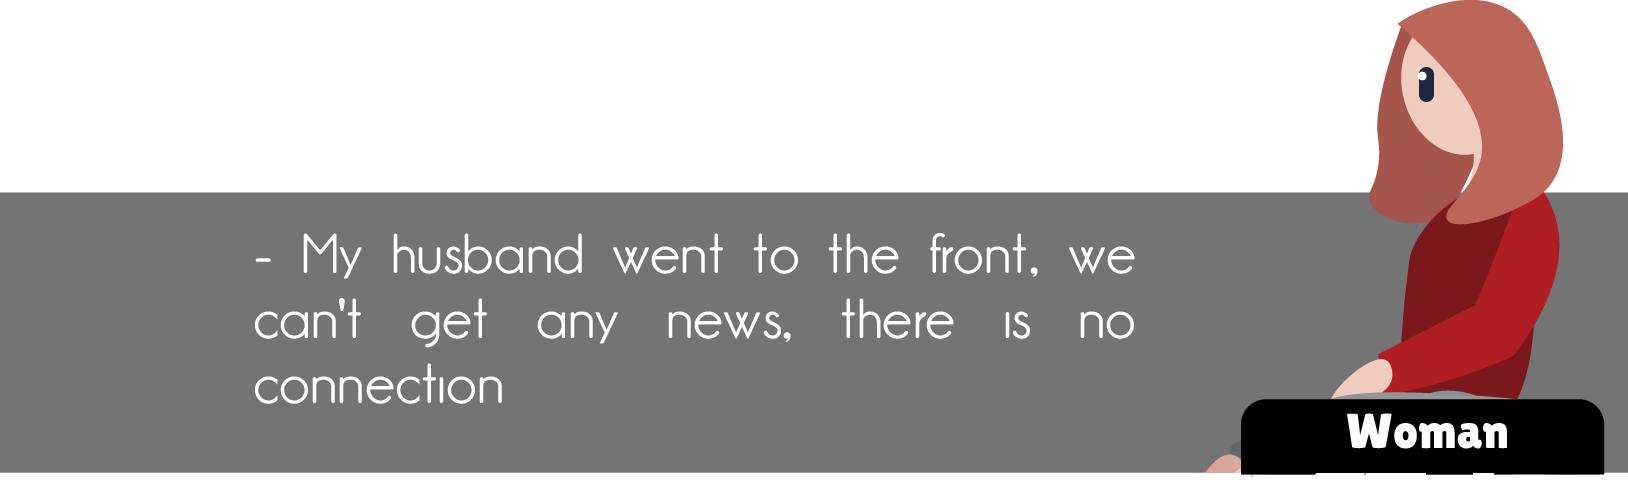 - My husband went to the front, we
can't get any news, there is no
connection
Woman